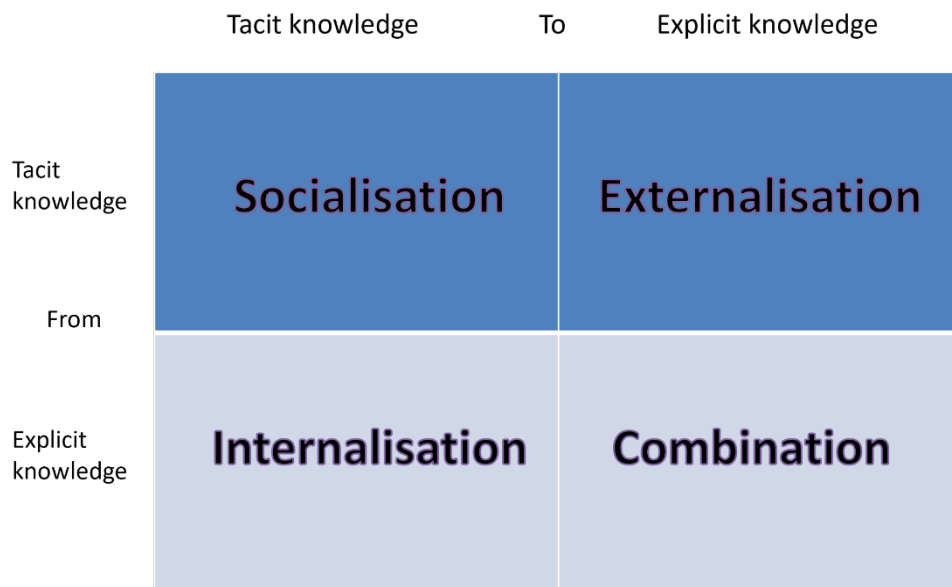 Tacit knowledge To Explicit knowledge
Tacit
knowledge
Socialisation Externalisation
From
Explicit
knowledge
Internalisation Combination